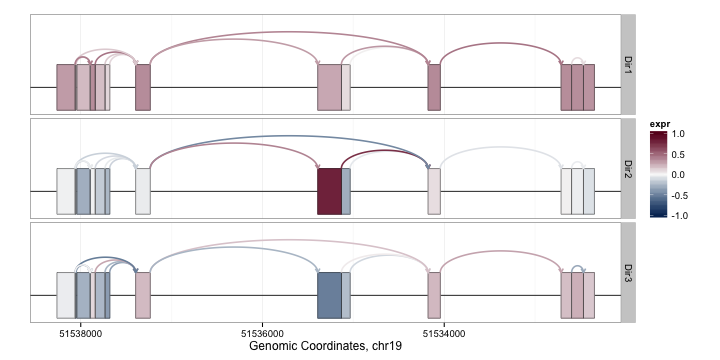 Dir1
Dir2
Dir3
expr
1.0
0.5
0.0
-0.5
-1.0
51538000 51536000 51534000
Genomic Coordinates, chr19